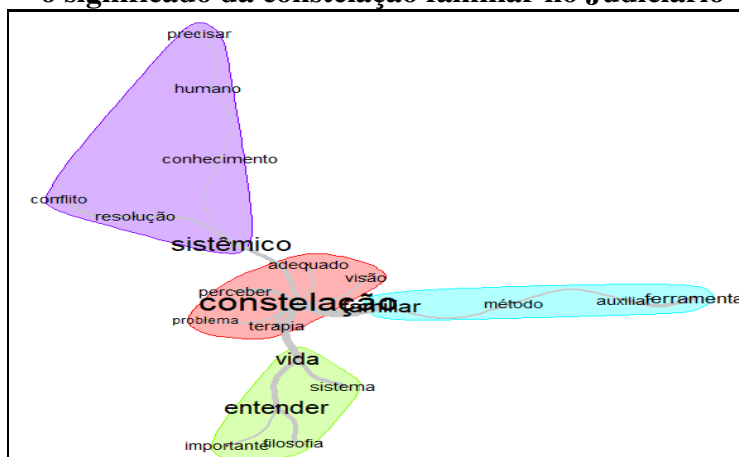 o significado da constelação familiar no Judiciário
precisar
humano
conhecimento
conflito
resolução
sistêmico
adequado
visão
perceber
constelação
familiar
método
auxiliar
ferramenta
problema
terapia
vida
sistema
entender
importante
filosofia